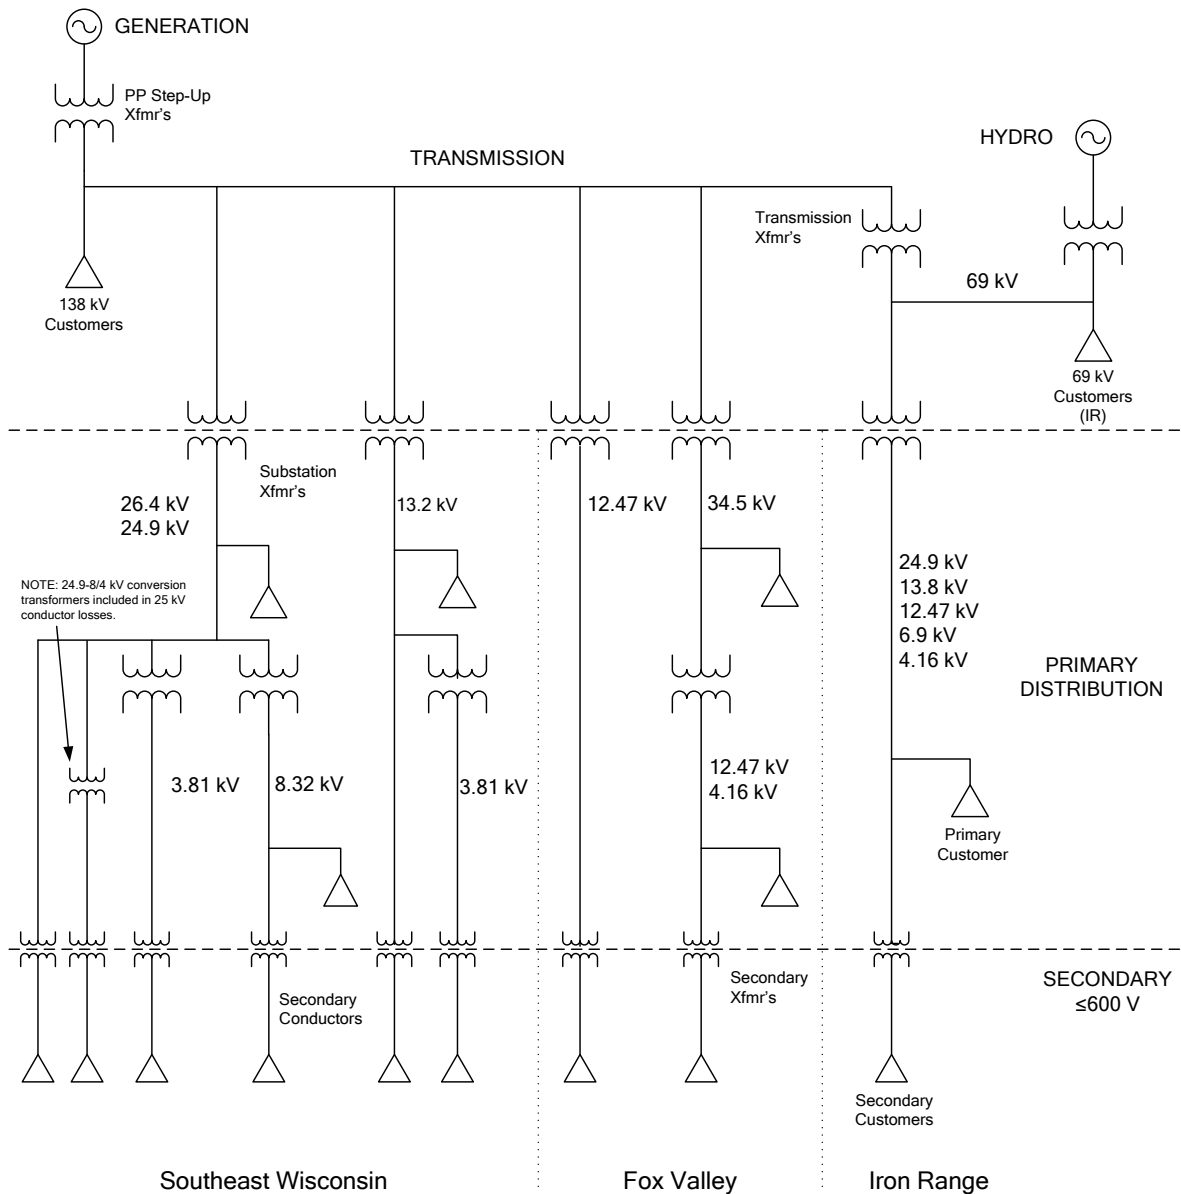 GENERATION
PP Step-Up
Xfmr's
HYDRO
TRANSMISSION
Transmission
Xfmr's
69 kV
138 kV
Customers
69 kV
Customers
(IR)
Substation
Xfmr's
26.4 kV
24.9 kV
13.2 kV
12.47 kV
34.5 kV
24.9 kV
13.8 kV
12.47 kV
6.9 kV
4.16 kV
NOTE: 24.9-8/4 kV conversion
transformers included in 25 kV
conductor losses.
PRIMARY
DISTRIBUTION
3.81 kV
8.32 kV
3.81 kV
12.47 kV
4.16 kV
Primary
Customer
Secondary
Conductors
Secondary
Xfmr's
SECONDARY
≤600 V
Secondary
Customers
Southeast Wisconsin
Fox Valley
Iron Range